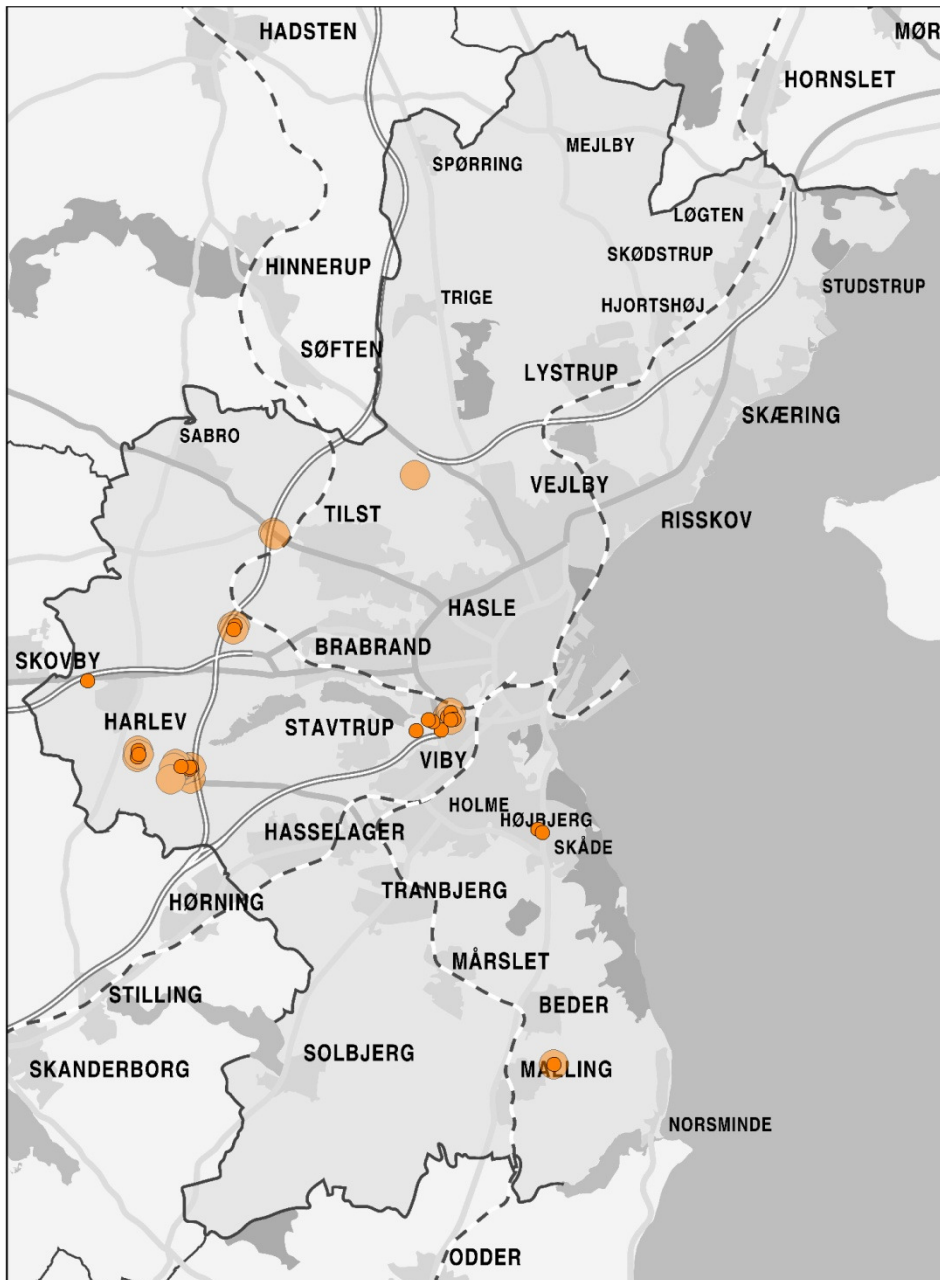 HADSTEN
MØR
HORNSLET
MEJLBY
SPØRRING
LØGTEN
SKØDSTRUP
HINNERUP
STUDSTRUP
TRIGE
HJORTSHØJ
SØFTEN
LYSTRUP
SKÆRING
SABRO
VEJLBY
TILST
RISSKOV
HASLE
BRABRAND
SKOVBY
HARLEV
STAVTRUP
VIBY
HOLME
HØJBJERG
HASSELAGER
SKÅDE
TRANBJERG
HØRNING
MÅRSLET
STILLING
BEDER
SOLBJERG
SKANDERBORG
MALLING
NORSMINDE
ODDER